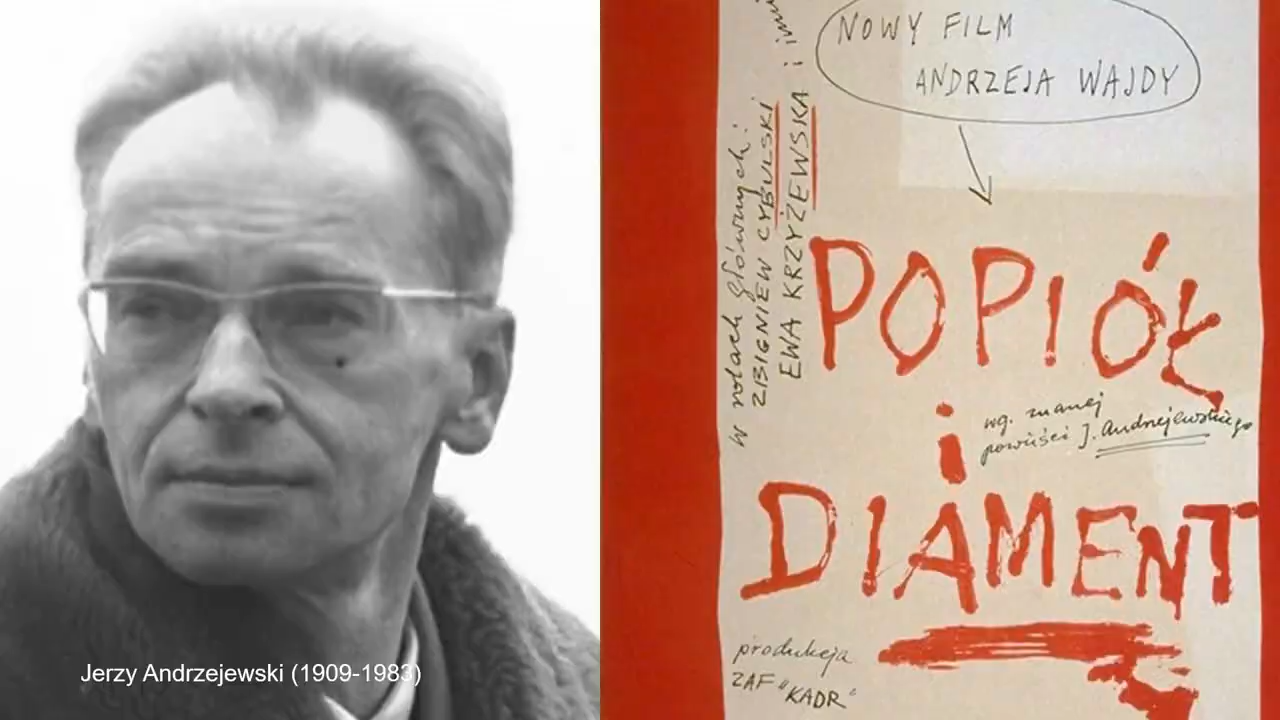 Jerzy Andrzejewski (1909-1983)
NOWY FILM
ANDRZEJA WAJDY
w rolach głównych:
ZBIGNIEW CYBULSKI
EWA KRZYŻEWSKA i inni
POPIÓŁ
i
wg. znanej
powieści J. Andrzejewskiego
DIAMENT
produkcja
ZAF "KADR"